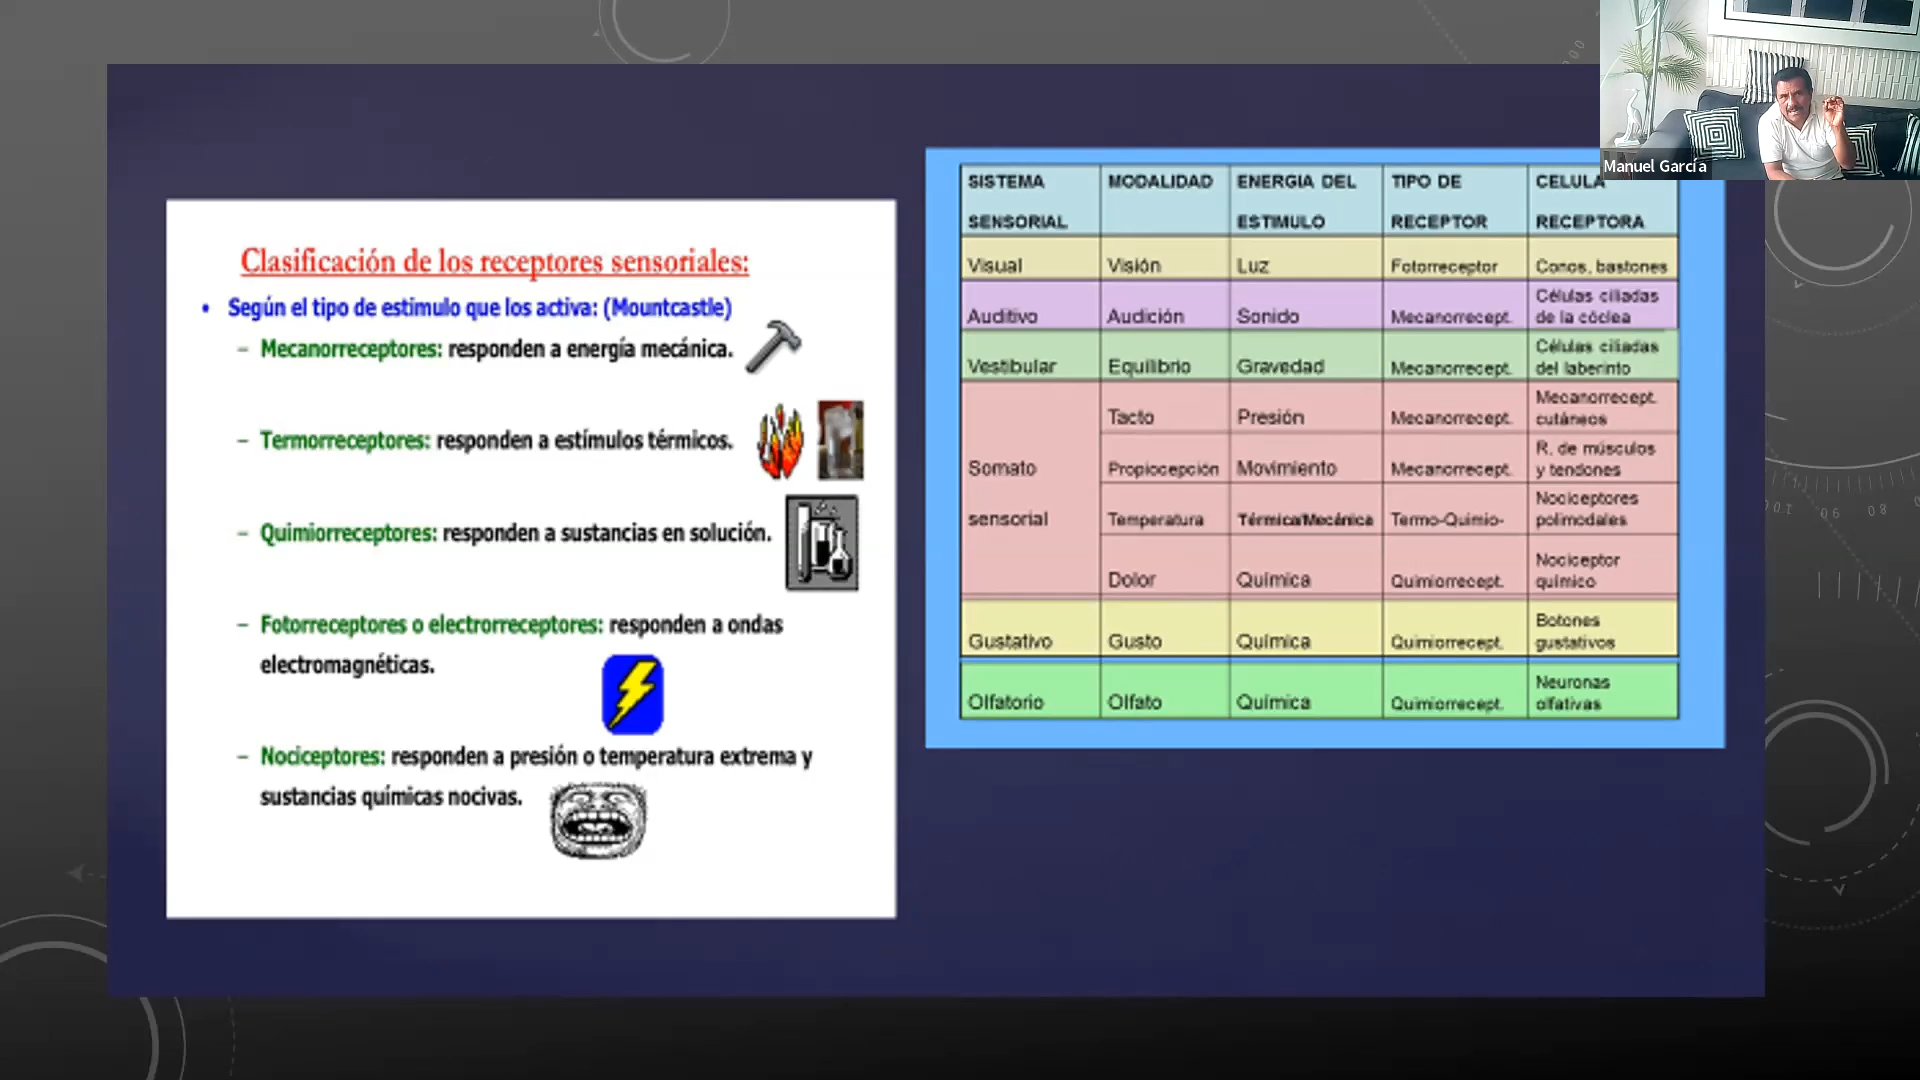 Clasificación de los receptores sensoriales:
• Según el tipo de estimulo que los activa: (Mountcastle)
– Mecanorreceptores: responden a energía mecánica.
– Termorreceptores: responden a estímulos térmicos.
– Quimiorreceptores: responden a sustancias en solución.
– Fotorreceptores o electrorreceptores: responden a ondas
electromagnéticas.
– Nociceptores: responden a presión o temperatura extrema y
sustancias químicas nocivas.
SISTEMA SENSORIAL MODALIDAD ENERGIA DEL ESTIMULO TIPO DE RECEPTOR CELULA RECEPTORA
Visual Visión Luz Fotorreceptor Conos, bastones
Auditivo Audición Sonido Mecanorrecept. Células ciliadas de la cóclea
Vestibular Equilibrio Gravedad Mecanorrecept. Células ciliadas del laberinto
Somato sensorial
Tacto Presión Mecanorrecept. Mecanorrecept. cutáneos
Propiocepción Movimiento Mecanorrecept. R. de músculos y tendones
Temperatura Térmica/Mecánica Termo-Quimio- Nociceptores polimodales
Dolor Química Quimiorrecept. Nociceptor químico
Gustativo Gusto Química Quimiorrecept. Botones gustativos
Olfatorio Olfato Química Quimiorrecept. Neuronas olfativas
Manuel García